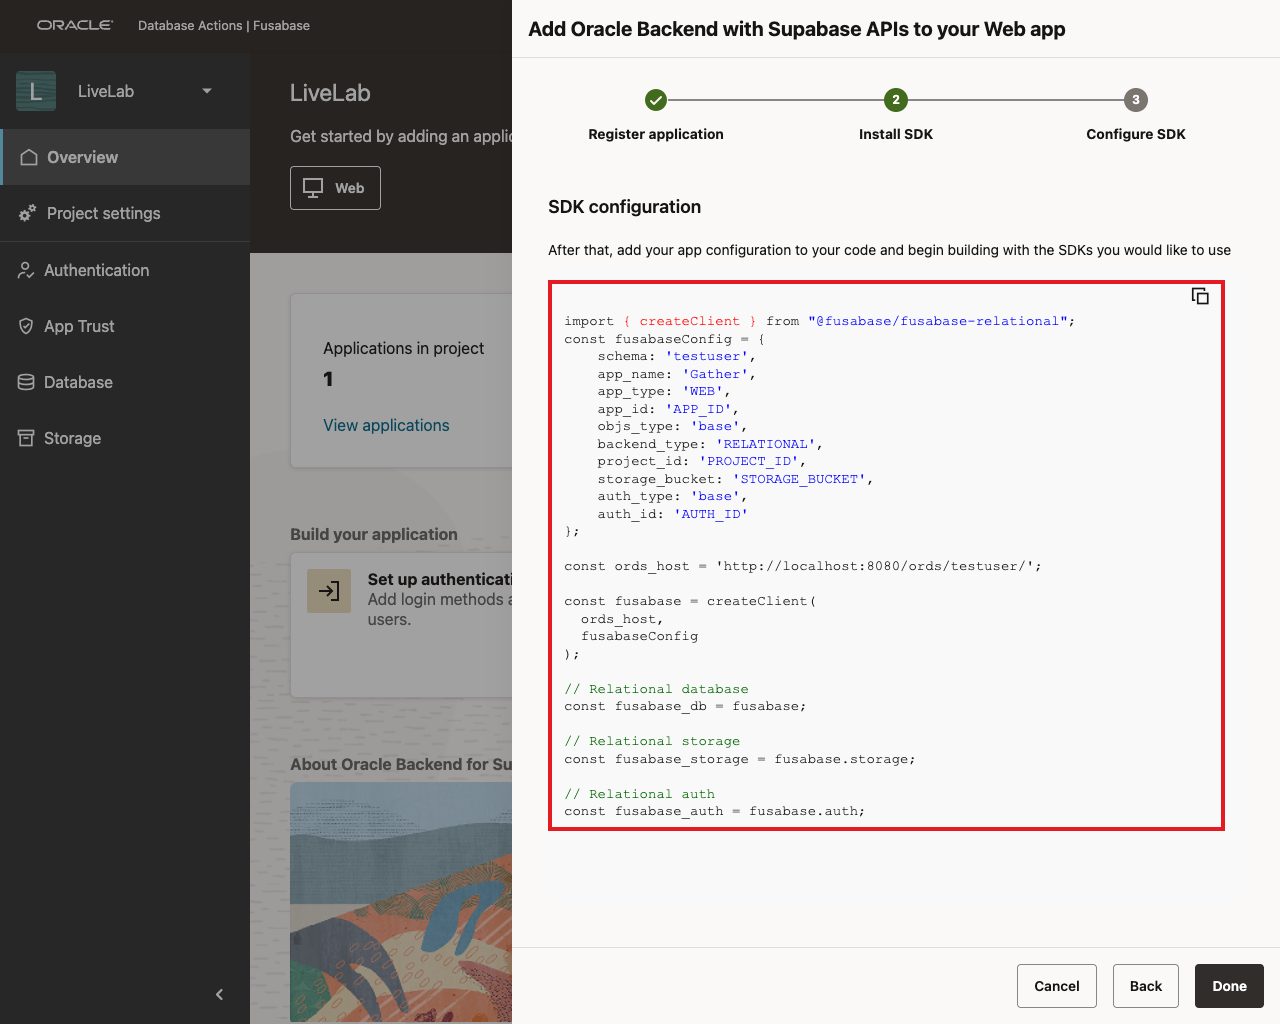 ORACLE Database Actions | Fusabase
L LiveLab
Overview
Project settings
Authentication
App Trust
Database
Storage
LiveLab
Get started by adding an applic
Web
Applications in project
1
View applications
Build your application
Set up authenticati
Add login methods a
users.
About Oracle Backend for Su
Add Oracle Backend with Supabase APIs to your Web app
2 3
Register application Install SDK Configure SDK
SDK configuration
After that, add your app configuration to your code and begin building with the SDKs you would like to use
import { createClient } from "@fusabase/fusabase-relational";
const fusabaseConfig = {
    schema: 'testuser',
    app_name: 'Gather',
    app_type: 'WEB',
    app_id: 'APP_ID',
    objs_type: 'base',
    backend_type: 'RELATIONAL',
    project_id: 'PROJECT_ID',
    storage_bucket: 'STORAGE_BUCKET',
    auth_type: 'base',
    auth_id: 'AUTH_ID'
};
const ords_host = 'http://localhost:8080/ords/testuser/';
const fusabase = createClient(
  ords_host,
  fusabaseConfig
);
// Relational database
const fusabase_db = fusabase;
// Relational storage
const fusabase_storage = fusabase.storage;
// Relational auth
const fusabase_auth = fusabase.auth;
Cancel Back Done